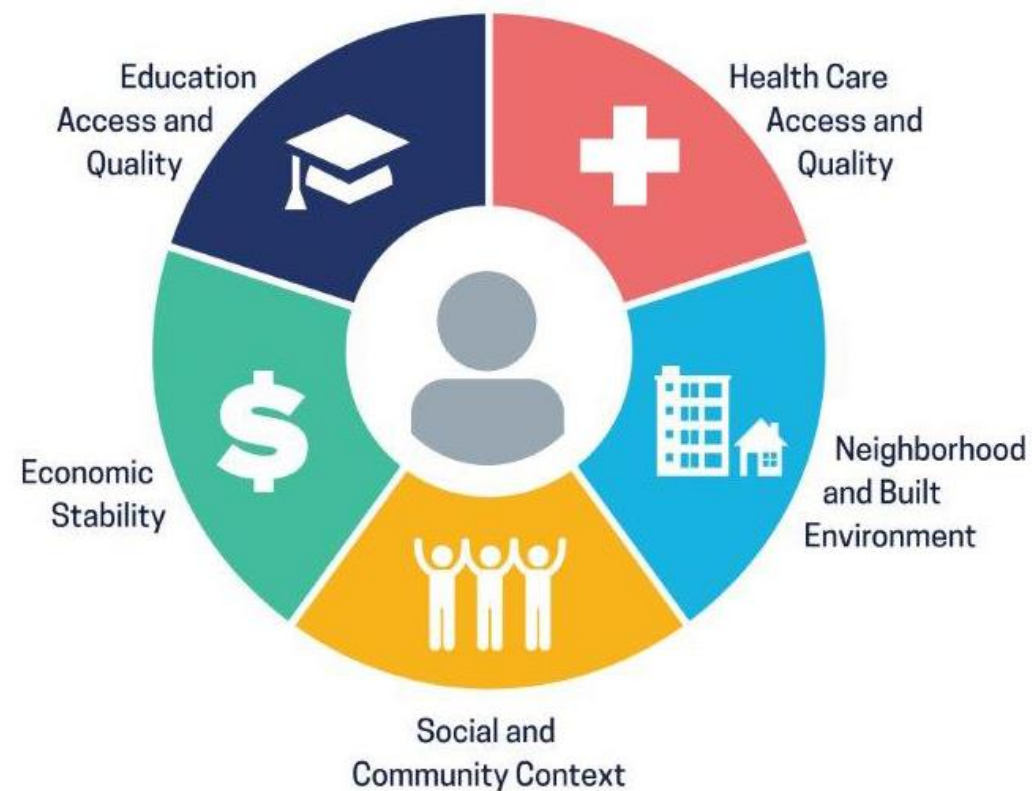 Education
Access and
Quality
Health Care
Access and
Quality
Economic
Stability
$
Neighborhood
and Built
Environment
Social and
Community Context